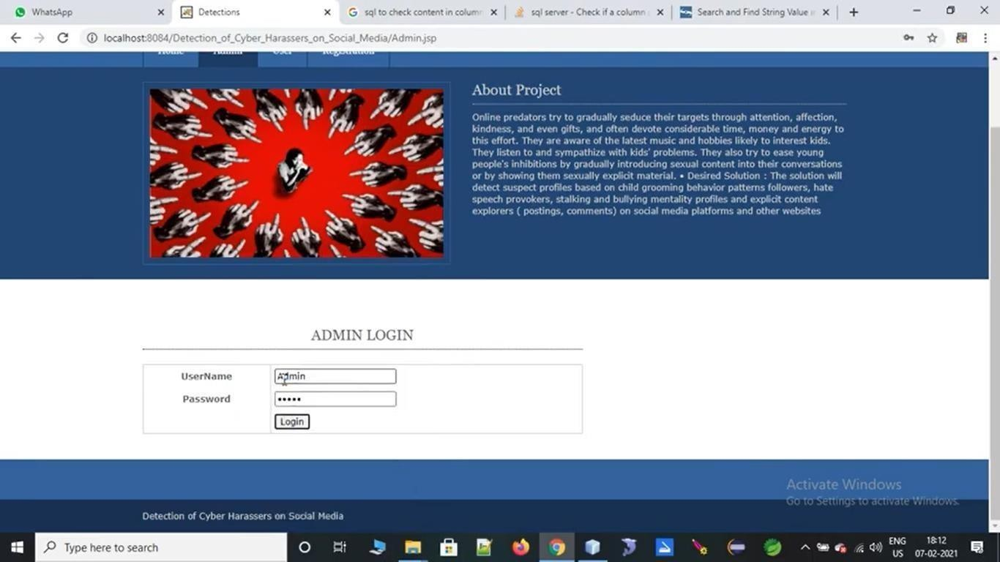 WhatsApp
Detections
sql to check content in column
sql server - Check if a column
Search and Find String Value
localhost:8084/Detection_of_Cyber_Harassers_on_Social_Media/Admin.jsp
Home Admin User Registration
About Project
Online predators try to gradually seduce their targets through attention, affection,
kindness, and even gifts, and often devote considerable time, money and energy to
this effort. They are aware of the latest music and hobbies likely to interest kids.
They listen to and sympathize with kids' problems. They also try to ease young
people's inhibitions by gradually introducing sexual content into their conversations
or by showing them sexually explicit material. • Desired Solution : The solution will
detect suspect profiles based on child grooming behavior patterns followers, hate
speech provokers, stalking and bullying mentality profiles and explicit content
explorers ( postings, comments) on social media platforms and other websites
ADMIN LOGIN
UserName Admin
Password •••••
Login
Activate Windows
Go to Settings to activate Windows.
Detection of Cyber Harassers on Social Media
Type here to search
ENG
US
18:12
07-02-2021